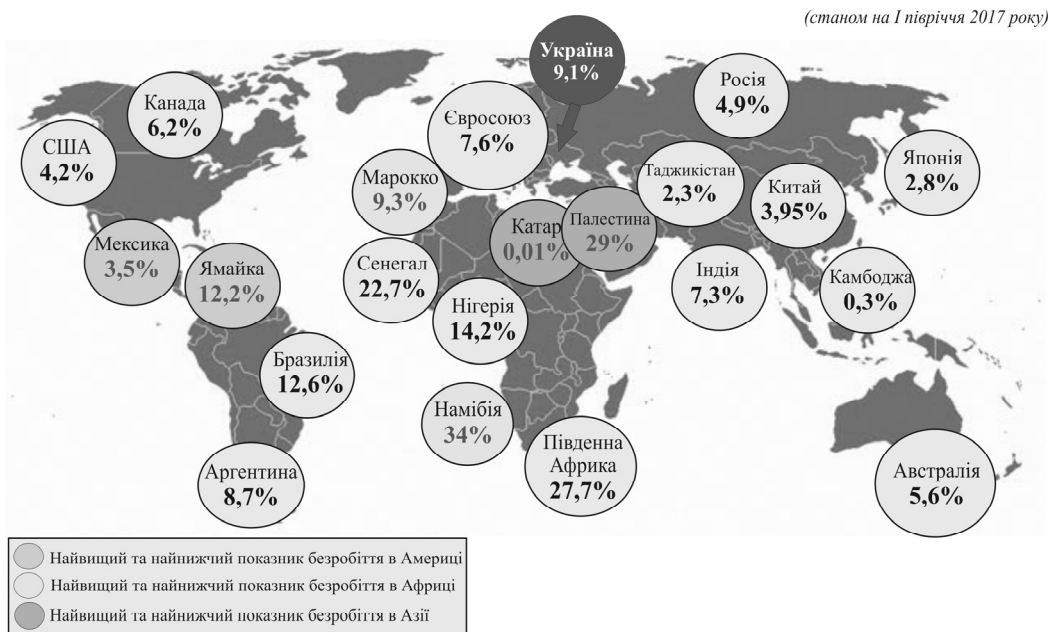 (станом на І півріччя 2017 року)
Україна
9,1%
Канада
6,2%
США
4,2%
Євросоюз
7,6%
Росія
4,9%
Японія
2,8%
Марокко
9,3%
Таджикістан
2,3%
Китай
3,95%
Мексика
3,5%
Ямайка
12,2%
Сенегал
22,7%
Катар
0,01%
Палестина
29%
Індія
7,3%
Камбоджа
0,3%
Нігерія
14,2%
Бразилія
12,6%
Намібія
34%
Південна
Африка
27,7%
Аргентина
8,7%
Австралія
5,6%
Найвищий та найнижчий показник безробіття в Америці
Найвищий та найнижчий показник безробіття в Африці
Найвищий та найнижчий показник безробіття в Азії